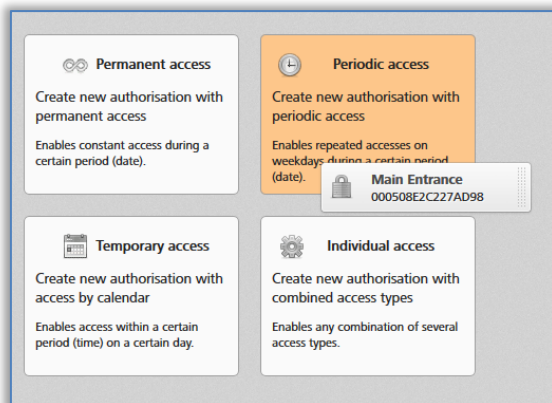 Permanent access
Create new authorisation with
permanent access
Enables constant access during a
certain period (date).
Periodic access
Create new authorisation with
periodic access
Enables repeated accesses on
weekdays during a certain period
(date).
Main Entrance
000508E2C227AD98
Temporary access
Create new authorisation with
access by calendar
Enables access within a certain
period (time) on a certain day.
Individual access
Create new authorisation with
combined access types
Enables any combination of several
access types.